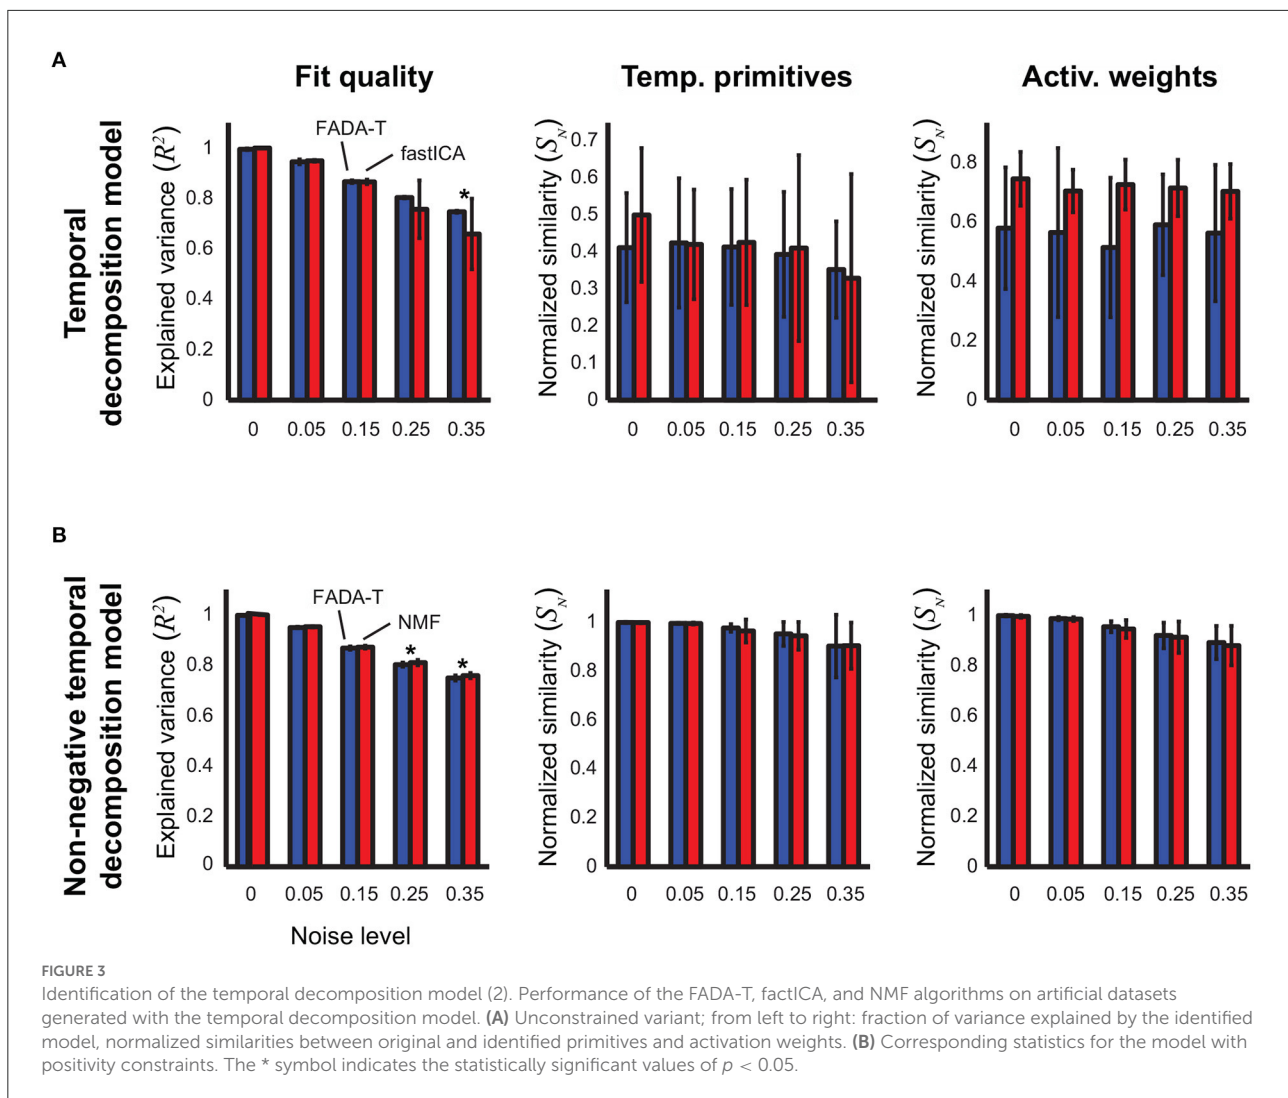 A
Fit quality
Temp. primitives
Activ. weights
Temporal
decomposition model
Explained variance (R²)
1
0.8
0.6
0.4
0.2
0
FADA-T
fastICA
*
0 0.05 0.15 0.25 0.35
Normalized similarity (S_N)
0.7
0.6
0.5
0.4
0.3
0.2
0.1
0
0 0.05 0.15 0.25 0.35
Normalized similarity (S_N)
0.8
0.6
0.4
0.2
0
0 0.05 0.15 0.25 0.35
B
Non-negative temporal
decomposition model
Explained variance (R²)
1
0.8
0.6
0.4
0.2
0
FADA-T
NMF
* *
0 0.05 0.15 0.25 0.35
Noise level
Normalized similarity (S_N)
1
0.8
0.6
0.4
0.2
0
0 0.05 0.15 0.25 0.35
Normalized similarity (S_N)
1
0.8
0.6
0.4
0.2
0
0 0.05 0.15 0.25 0.35
FIGURE 3
Identification of the temporal decomposition model (2). Performance of the FADA-T, factICA, and NMF algorithms on artificial datasets
generated with the temporal decomposition model. (A) Unconstrained variant; from left to right: fraction of variance explained by the identified
model, normalized similarities between original and identified primitives and activation weights. (B) Corresponding statistics for the model with
positivity constraints. The * symbol indicates the statistically significant values of p < 0.05.